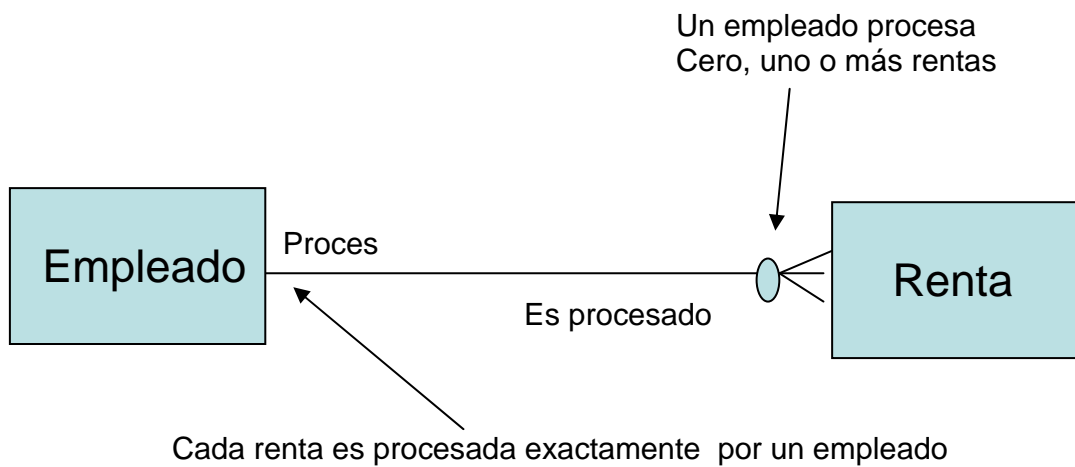 Un empleado procesa
Cero, uno o más rentas
Empleado
Proces
Es procesado
Renta
Cada renta es procesada exactamente  por un empleado